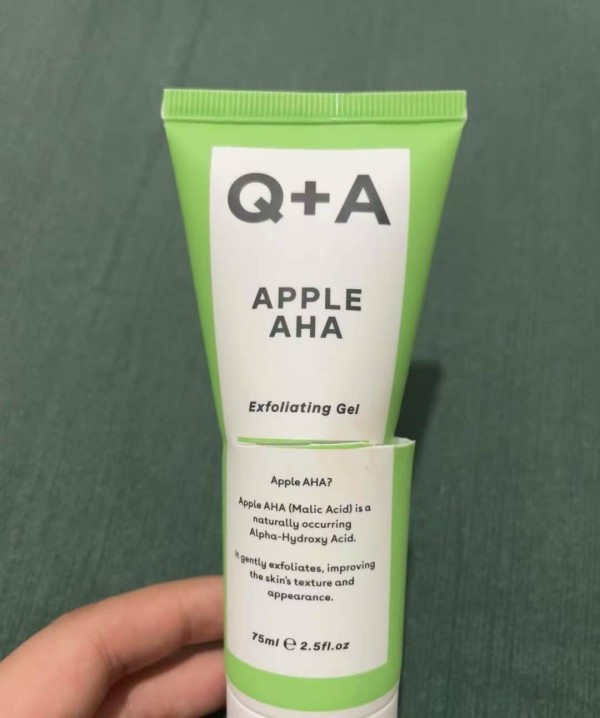 Q+A
APPLE
AHA
Exfoliating Gel
Apple AHA?
Apple AHA (Malic Acid) is a
naturally occurring
Alpha-Hydroxy Acid.
It gently exfoliates, improving
the skin's texture and
appearance.
75ml ℮ 2.5fl.oz